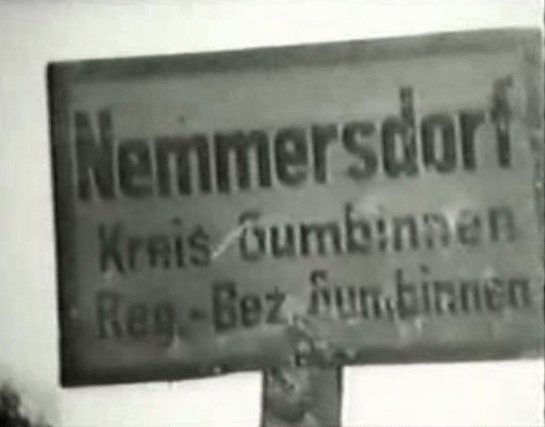 Nemmersdorf
Kreis Gumbinnen
Reg.-Bez. Gumbinnen